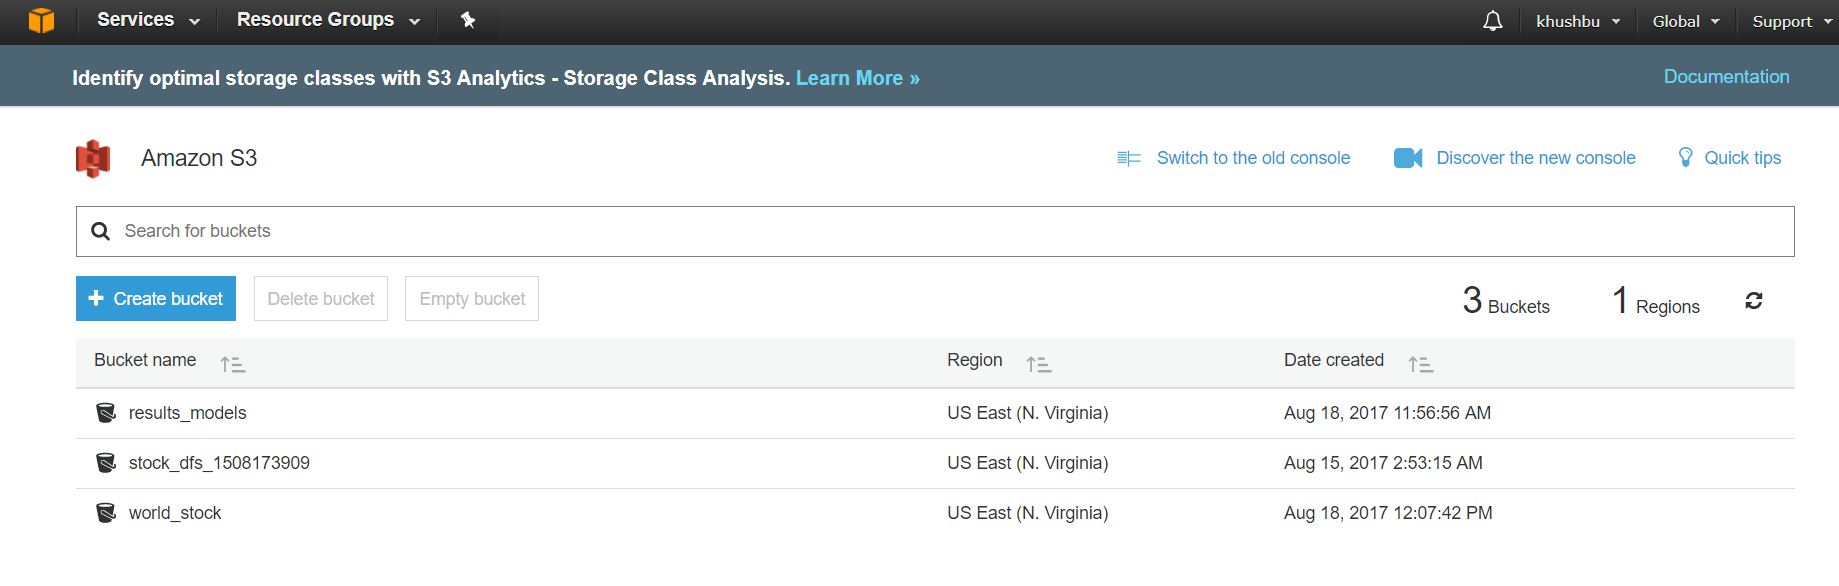 Services Resource Groups khushbu Global Support
Identify optimal storage classes with S3 Analytics - Storage Class Analysis. Learn More » Documentation
Amazon S3 Switch to the old console Discover the new console Quick tips
Search for buckets
+ Create bucket Delete bucket Empty bucket 3 Buckets 1 Regions
Bucket name Region Date created
results_models US East (N. Virginia) Aug 18, 2017 11:56:56 AM
stock_dfs_1508173909 US East (N. Virginia) Aug 15, 2017 2:53:15 AM
world_stock US East (N. Virginia) Aug 18, 2017 12:07:42 PM